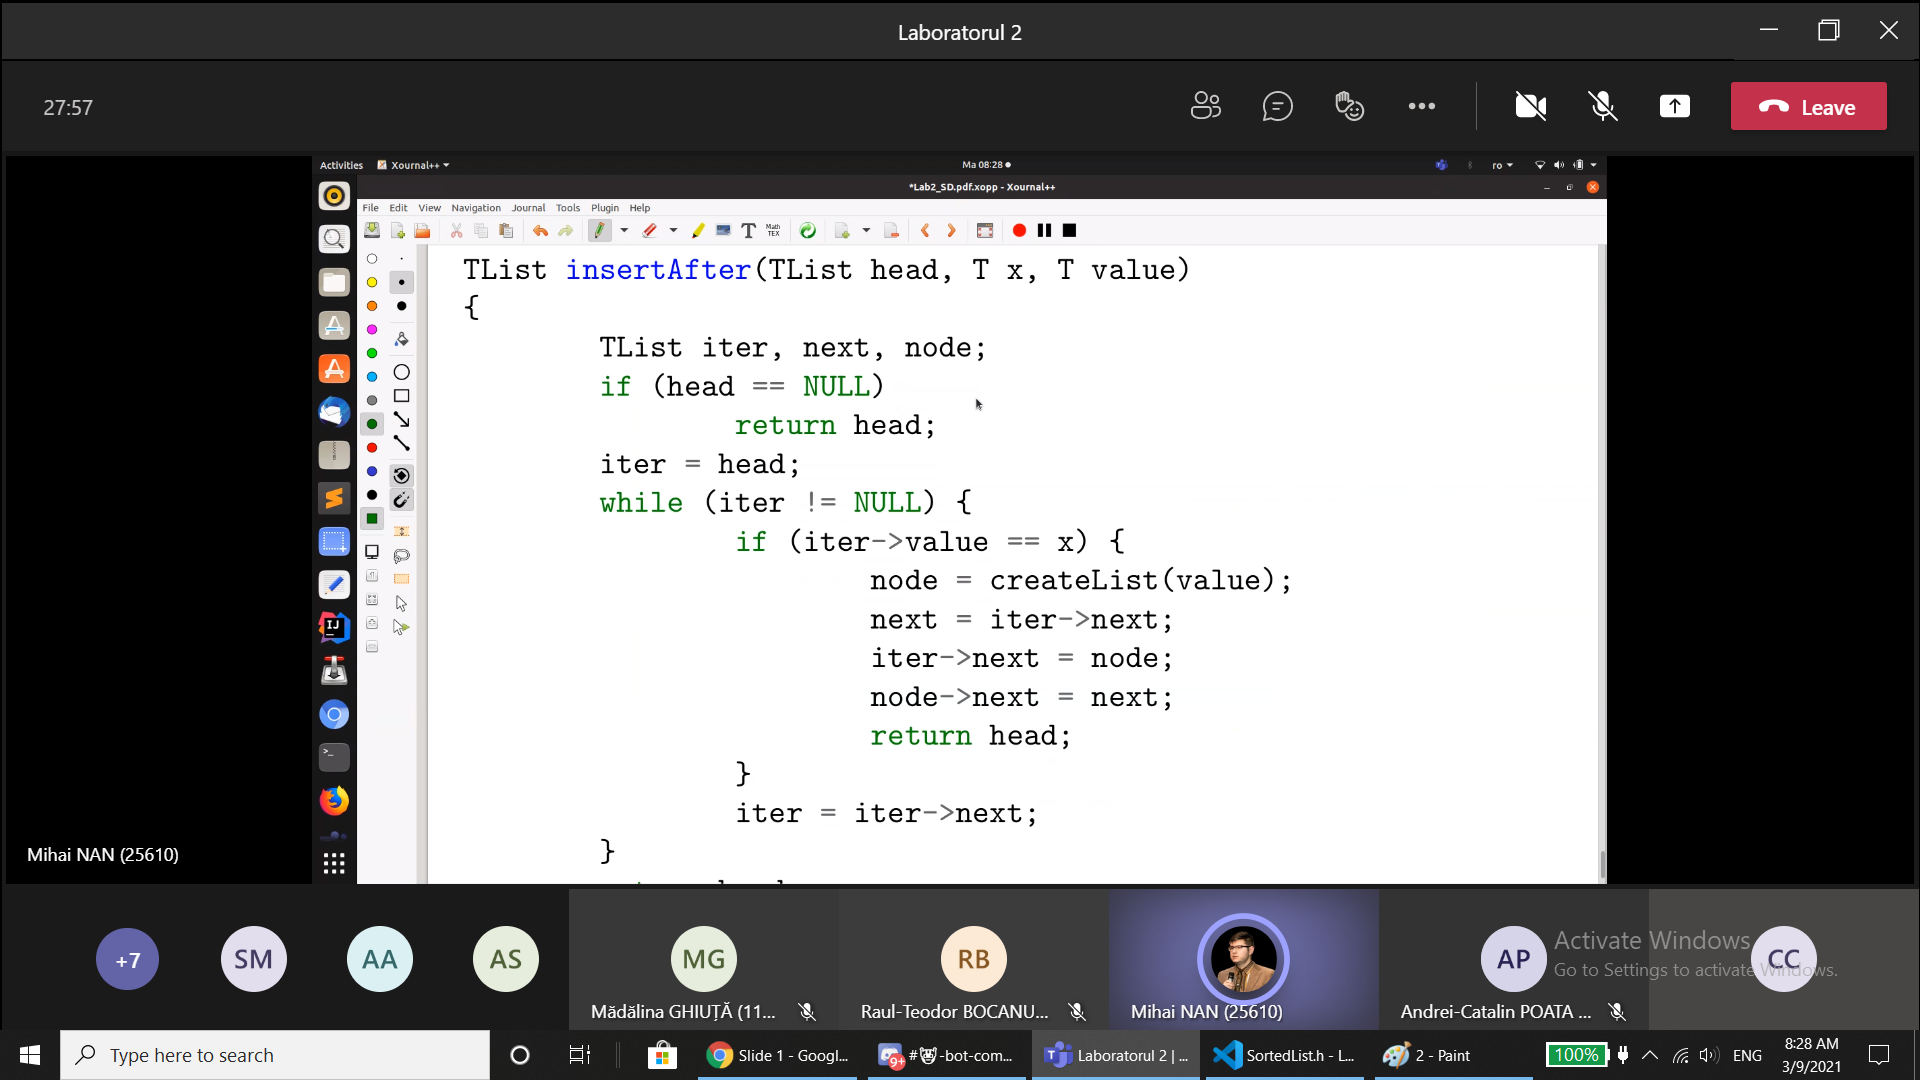 Laboratorul 2
27:57
Leave
Activities Xournal++ Ma 08:28 ro
*Lab2_SD.pdf.xopp - Xournal++
File Edit View Navigation Journal Tools Plugin Help
T Math TEX
TList insertAfter(TList head, T x, T value)
{
TList iter, next, node;
if (head == NULL)
return head;
iter = head;
while (iter != NULL) {
if (iter->value == x) {
node = createList(value);
next = iter->next;
iter->next = node;
node->next = next;
return head;
}
iter = iter->next;
}
IJ
Mihai NAN (25610)
+7
SM
AA
AS
MG
Mădălina GHIUȚĂ (11...
RB
Raul-Teodor BOCANU...
Mihai NAN (25610)
AP
Andrei-Catalin POATA ...
CC
Activate Windows
Go to Settings to activate Windows.
Type here to search
Slide 1 - Googl...
9+
#🐮-bot-com...
Laboratorul 2 | ...
SortedList.h - L...
2 - Paint
100%
ENG
8:28 AM
3/9/2021